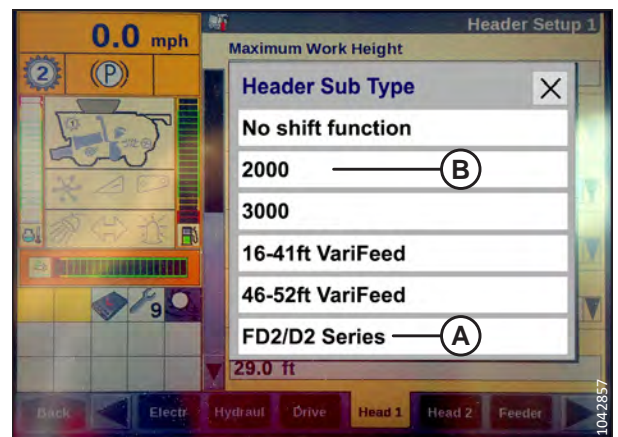 0.0 mph
Header Setup 1
Maximum Work Height
2
(P)
Header Sub Type
No shift function
2000
B
3000
16-41ft VariFeed
46-52ft VariFeed
FD2/D2 Series
A
9
29.0 ft
Back
Electr
Hydraul
Drive
Head 1
Head 2
Feeder
1042857